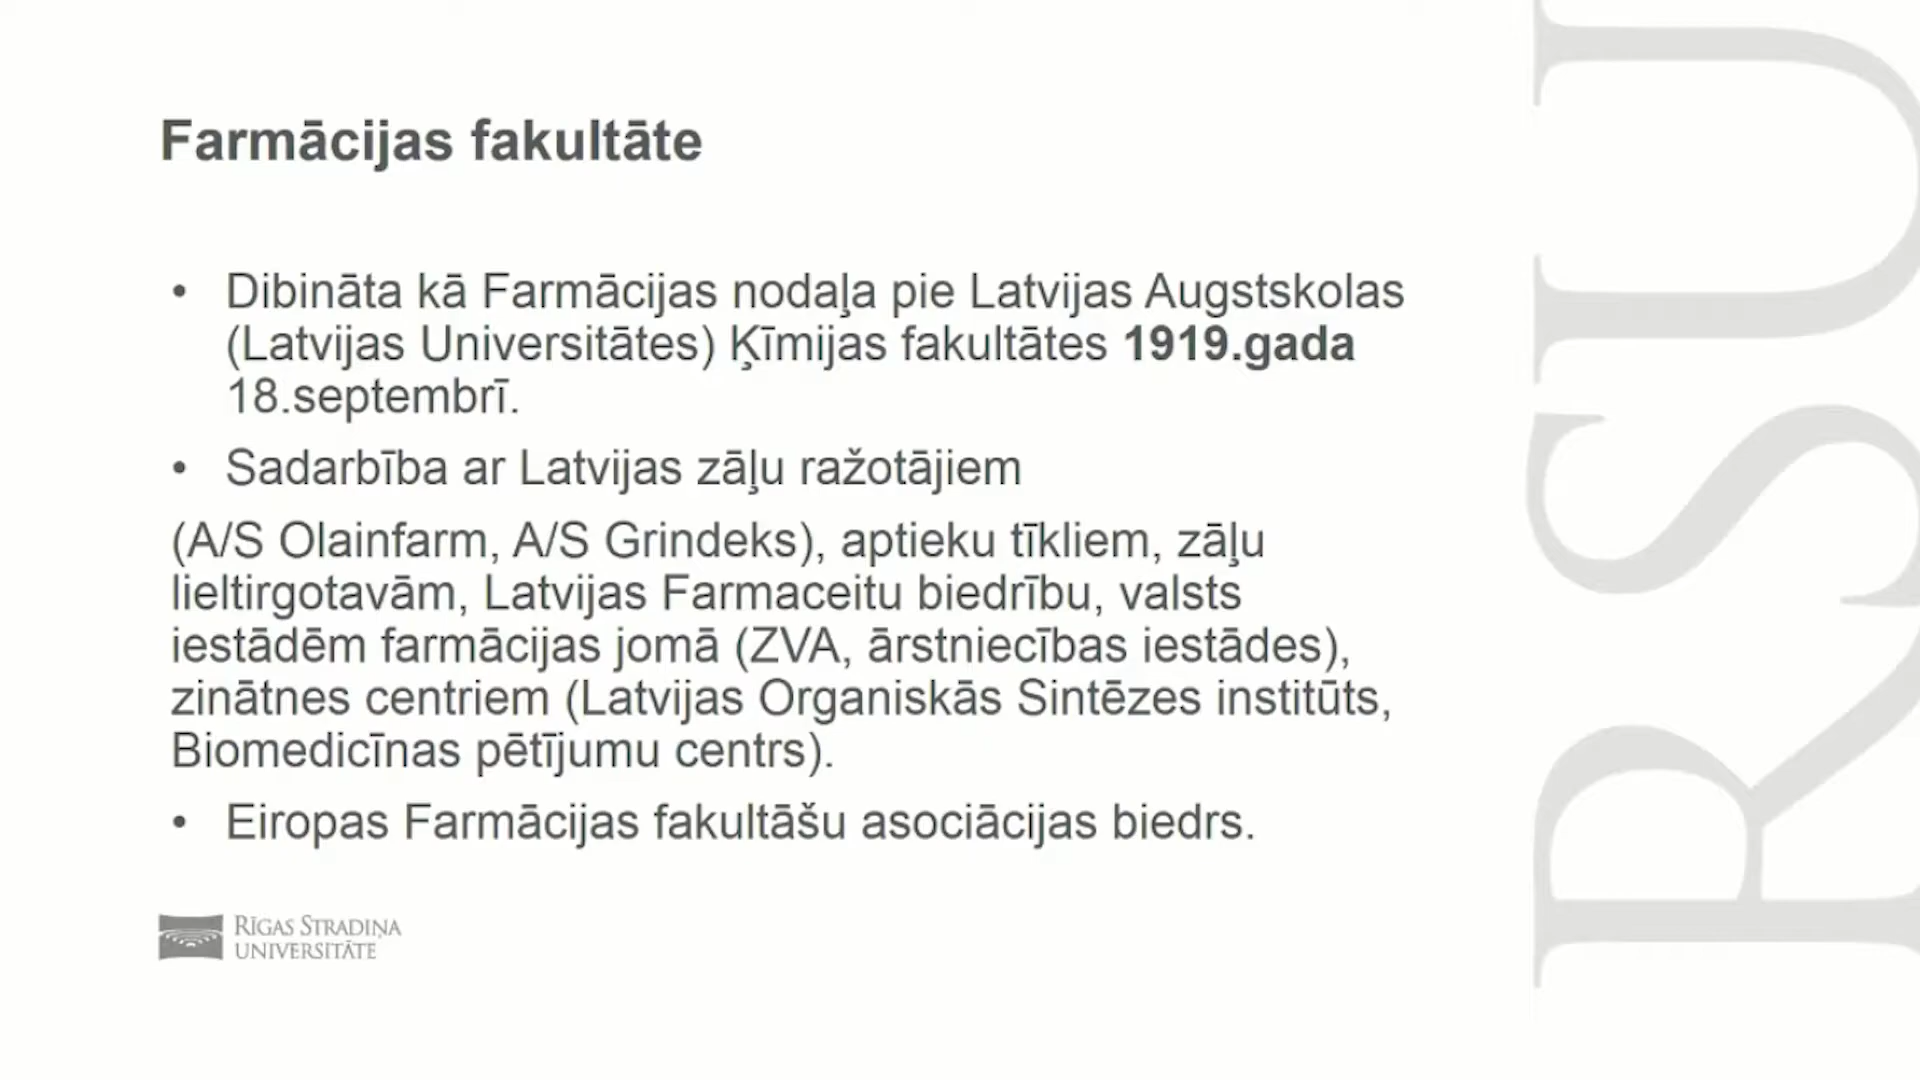 Farmācijas fakultāte
• Dibināta kā Farmācijas nodaļa pie Latvijas Augstskolas
(Latvijas Universitātes) Ķīmijas fakultātes 1919.gada
18.septembrī.
• Sadarbība ar Latvijas zāļu ražotājiem
(A/S Olainfarm, A/S Grindeks), aptieku tīkliem, zāļu
lieltirgotavām, Latvijas Farmaceitu biedrību, valsts
iestādēm farmācijas jomā (ZVA, ārstniecības iestādes),
zinātnes centriem (Latvijas Organiskās Sintēzes institūts,
Biomedicīnas pētījumu centrs).
• Eiropas Farmācijas fakultāšu asociācijas biedrs.
RĪGAS STRADIŅA
UNIVERSITĀTE
RSU